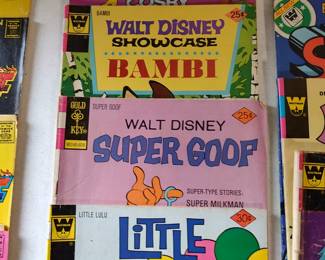 COSBY
BAMBI
25¢
WALT DISNEY
SHOWCASE
BAMBI
SUPER GOOF
GOLD
KEY
25¢
WALT DISNEY
SUPER GOOF
SUPER-TYPE STORIES:
SUPER MILKMAN
LITTLE LULU
30¢
LITTLE